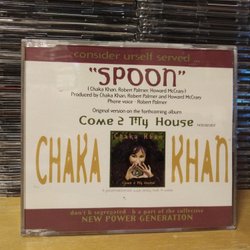 ...consider urself served...
"SPOON"
(Chaka Khan, Robert Palmer, Howard McCrary)
Produced by Chaka Khan, Robert Palmer and Howard McCrary
Phone voice - Robert Palmer
Original version on the forthcoming album
Come 2 My House
CHAKA
KHAN
Chaka Khan
Come 2 My House
don't b segregated b a part of the collective
NEW POWER GENERATION